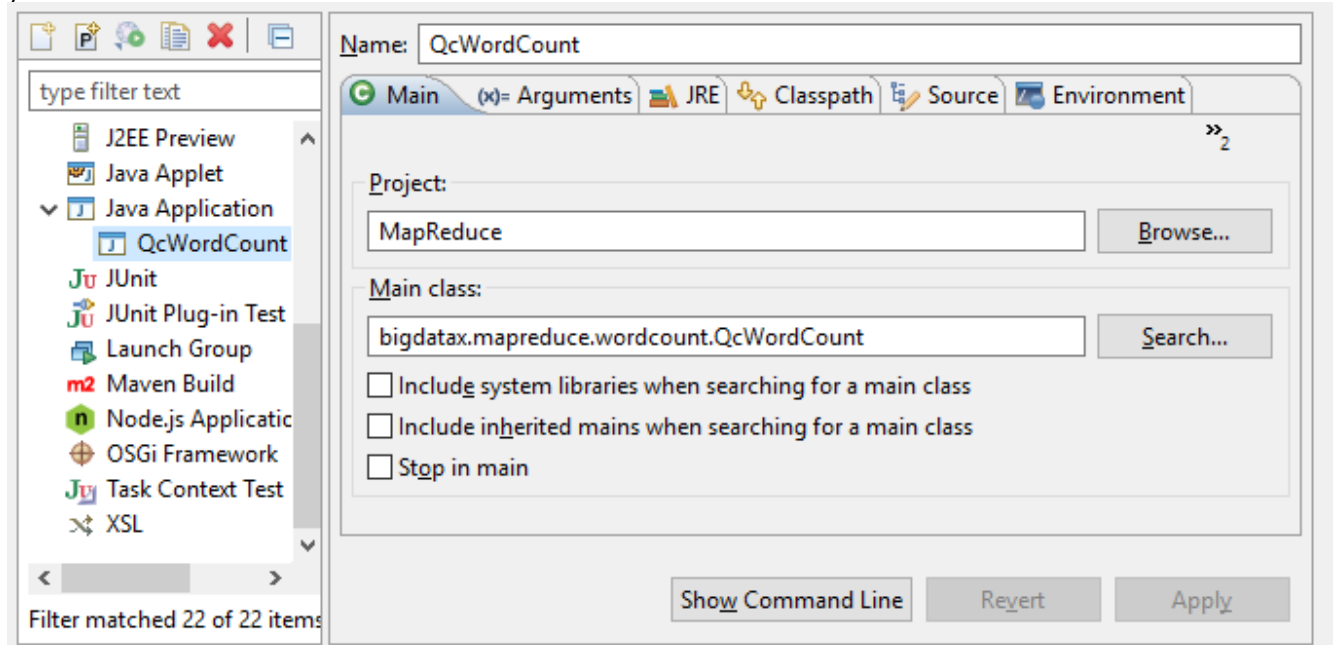 type filter text
J2EE Preview
Java Applet
Java Application
QcWordCount
JUnit
JUnit Plug-in Test
Launch Group
m2 Maven Build
Node.js Applicatic
OSGi Framework
Task Context Test
XSL
Filter matched 22 of 22 items
Name: QcWordCount
Main (x)= Arguments JRE Classpath Source Environment
»2
Project:
MapReduce Browse...
Main class:
bigdatax.mapreduce.wordcount.QcWordCount Search...
Include system libraries when searching for a main class
Include inherited mains when searching for a main class
Stop in main
Show Command Line Revert Apply